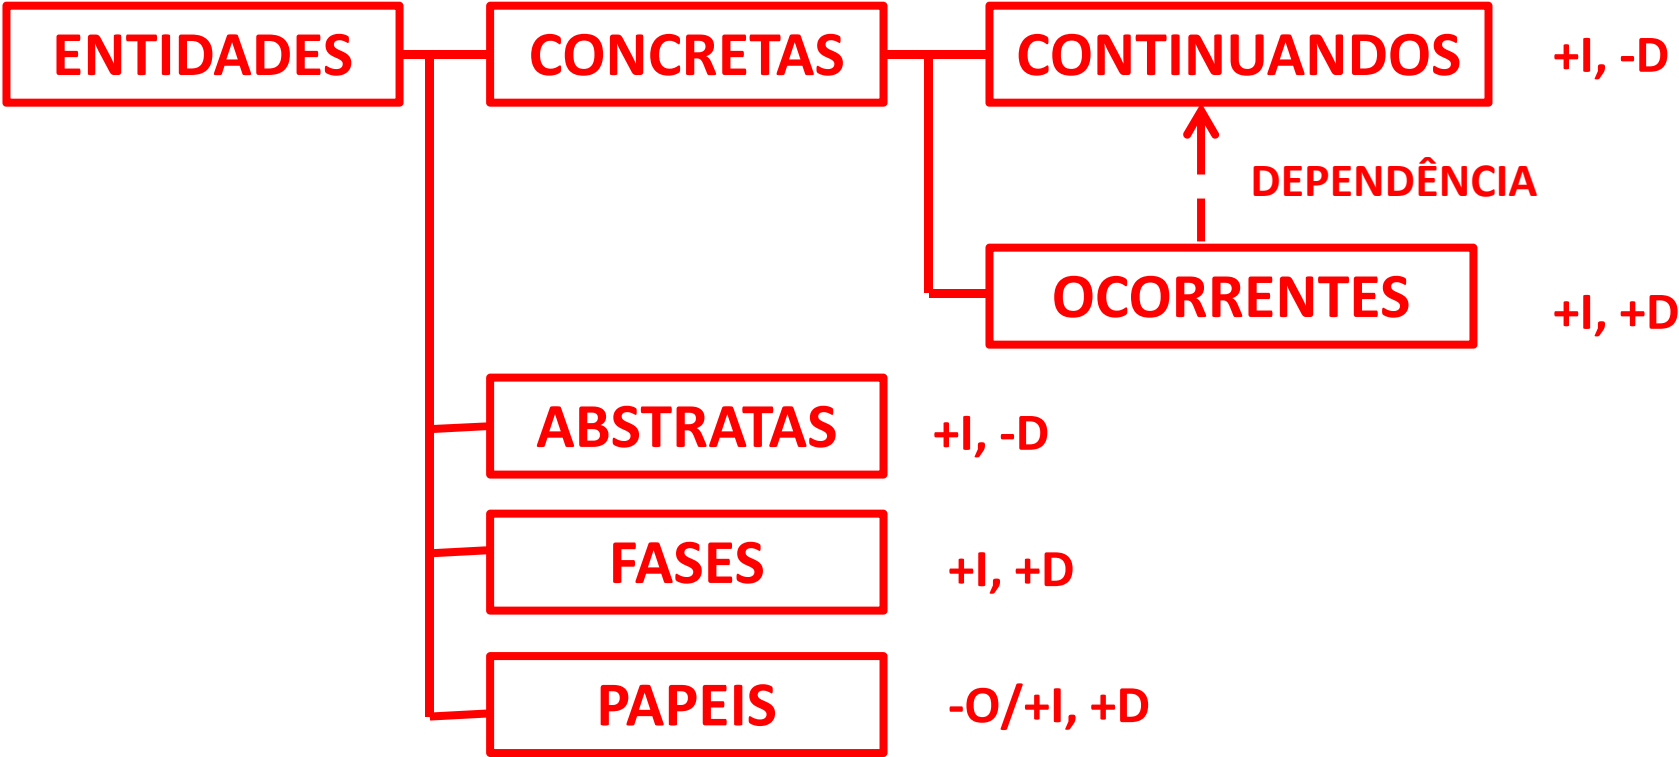 ENTIDADES
CONCRETAS
CONTINUANDOS
+I, -D
DEPENDÊNCIA
OCORRENTES
+I, +D
ABSTRATAS
+I, -D
FASES
+I, +D
PAPEIS
-O/+I, +D